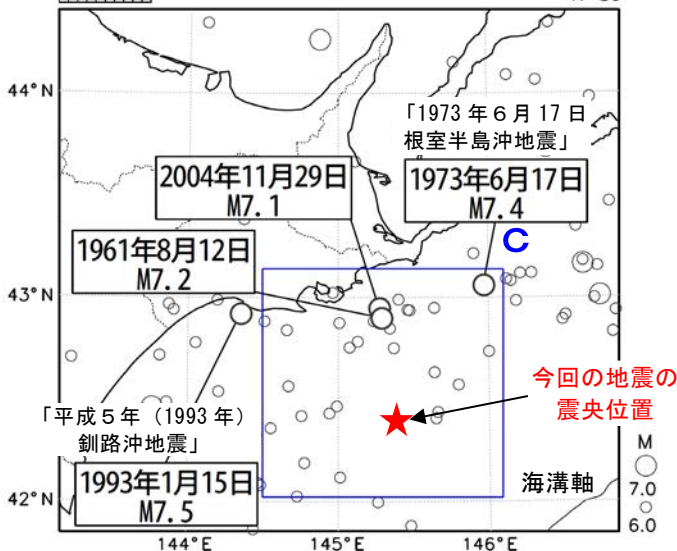 44°N
「1973年6月17日
根室半島沖地震」
2004年11月29日
M7.1
1973年6月17日
M7.4
C
1961年8月12日
M7.2
43°N
今回の地震の
震央位置
「平成5年（1993年）
釧路沖地震」
1993年1月15日
M7.5
海溝軸
M
7.0
6.0
42°N
144°E
145°E
146°E